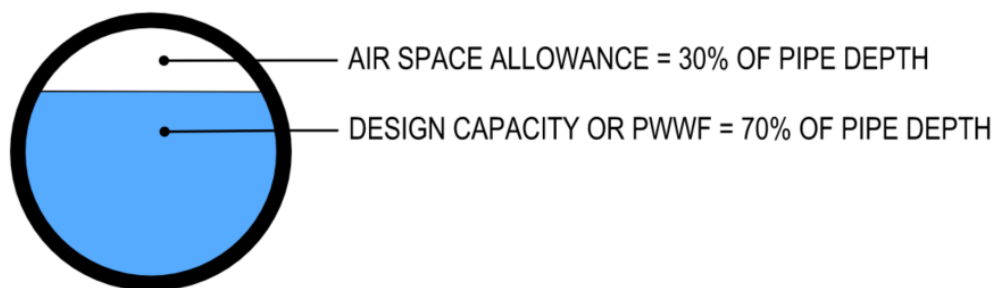 AIR SPACE ALLOWANCE = 30% OF PIPE DEPTH
DESIGN CAPACITY OR PWWF = 70% OF PIPE DEPTH